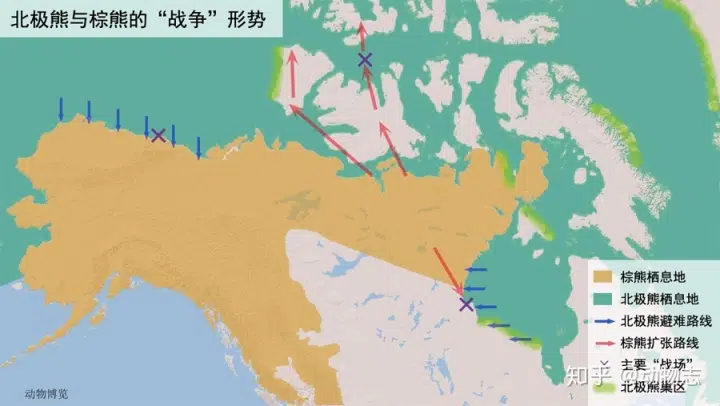 北极熊与棕熊的“战争”形势
棕熊栖息地
北极熊栖息地
北极熊避难路线
棕熊扩张路线
主要“战场”
北极熊巢区
动物博览
知乎 @动物志